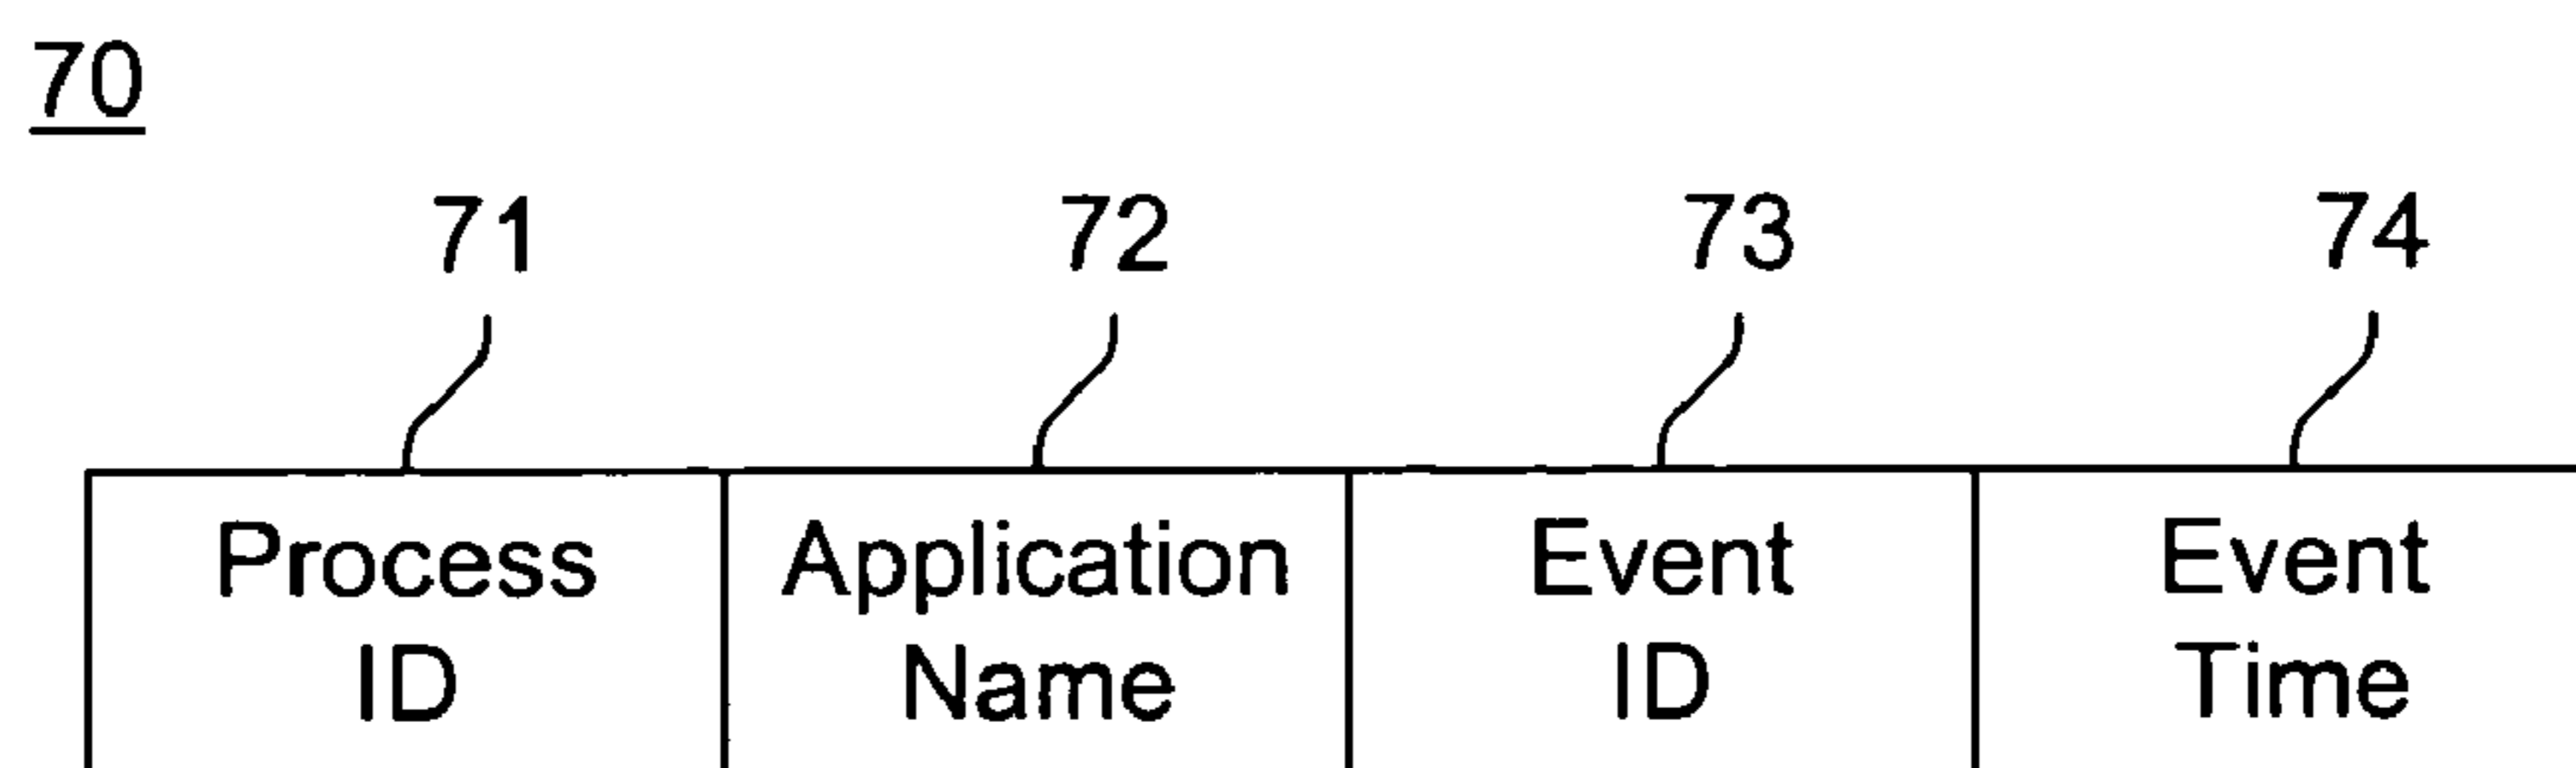 70
71 72 73 74
Process Application Event Event
ID Name ID Time